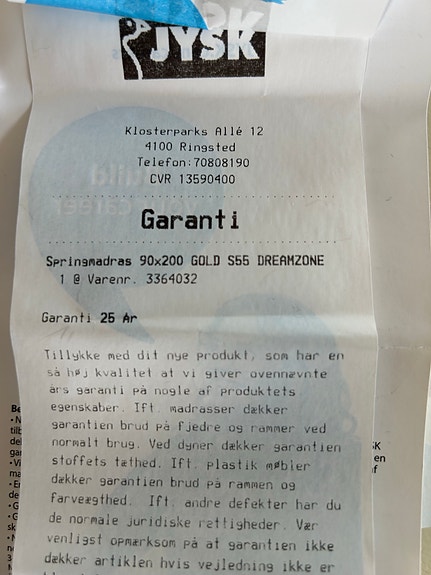 JYSK
Klosterparks Allé 12
4100 Ringsted
Telefon:70808190
CVR 13590400
Garanti
Springmadras 90x200 GOLD S55 DREAMZONE
1 @ Varenr. 3364032
Garanti 25 År
Tillykke med dit nye produkt, som har en
så høj kvalitet at vi giver ovennævnte
års garanti på nogle af produktets
egenskaber. Ift. madrasser dækker
garantien brud på fjedre og rammer ved
normalt brug. Ved dyner dækker garantien
stoffets tæthed. Ift. plastik møbler
dækker garantien brud på rammen og
farveægthed. Ift. andre defekter har du
de normale juridiske rettigheder. Vær
venligst opmærksom på at garantien ikke
dækker artiklen hvis vejledning ikke er